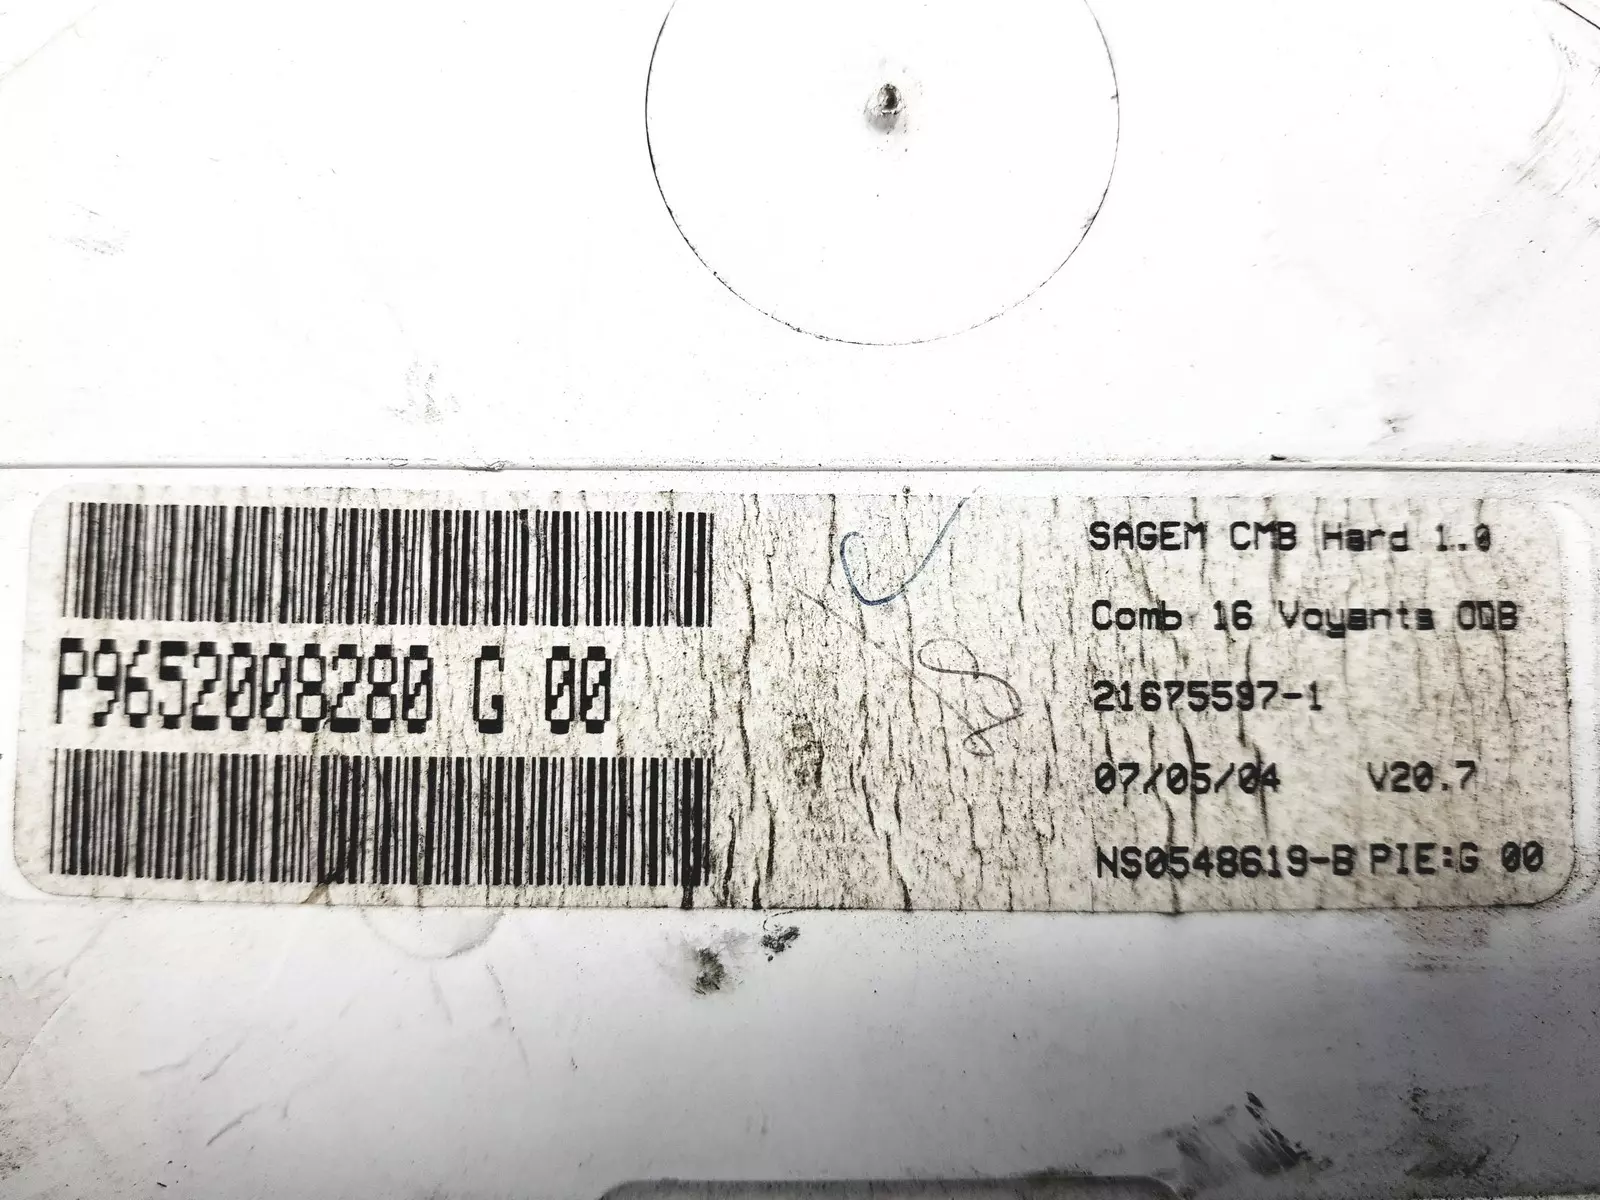 P9652008280 G 00
SAGEM CMB Hard 1.0
Comb 16 Voyants ODB
21675597-1
07/05/04 V20.7
NS0548619-B PIE:G 00